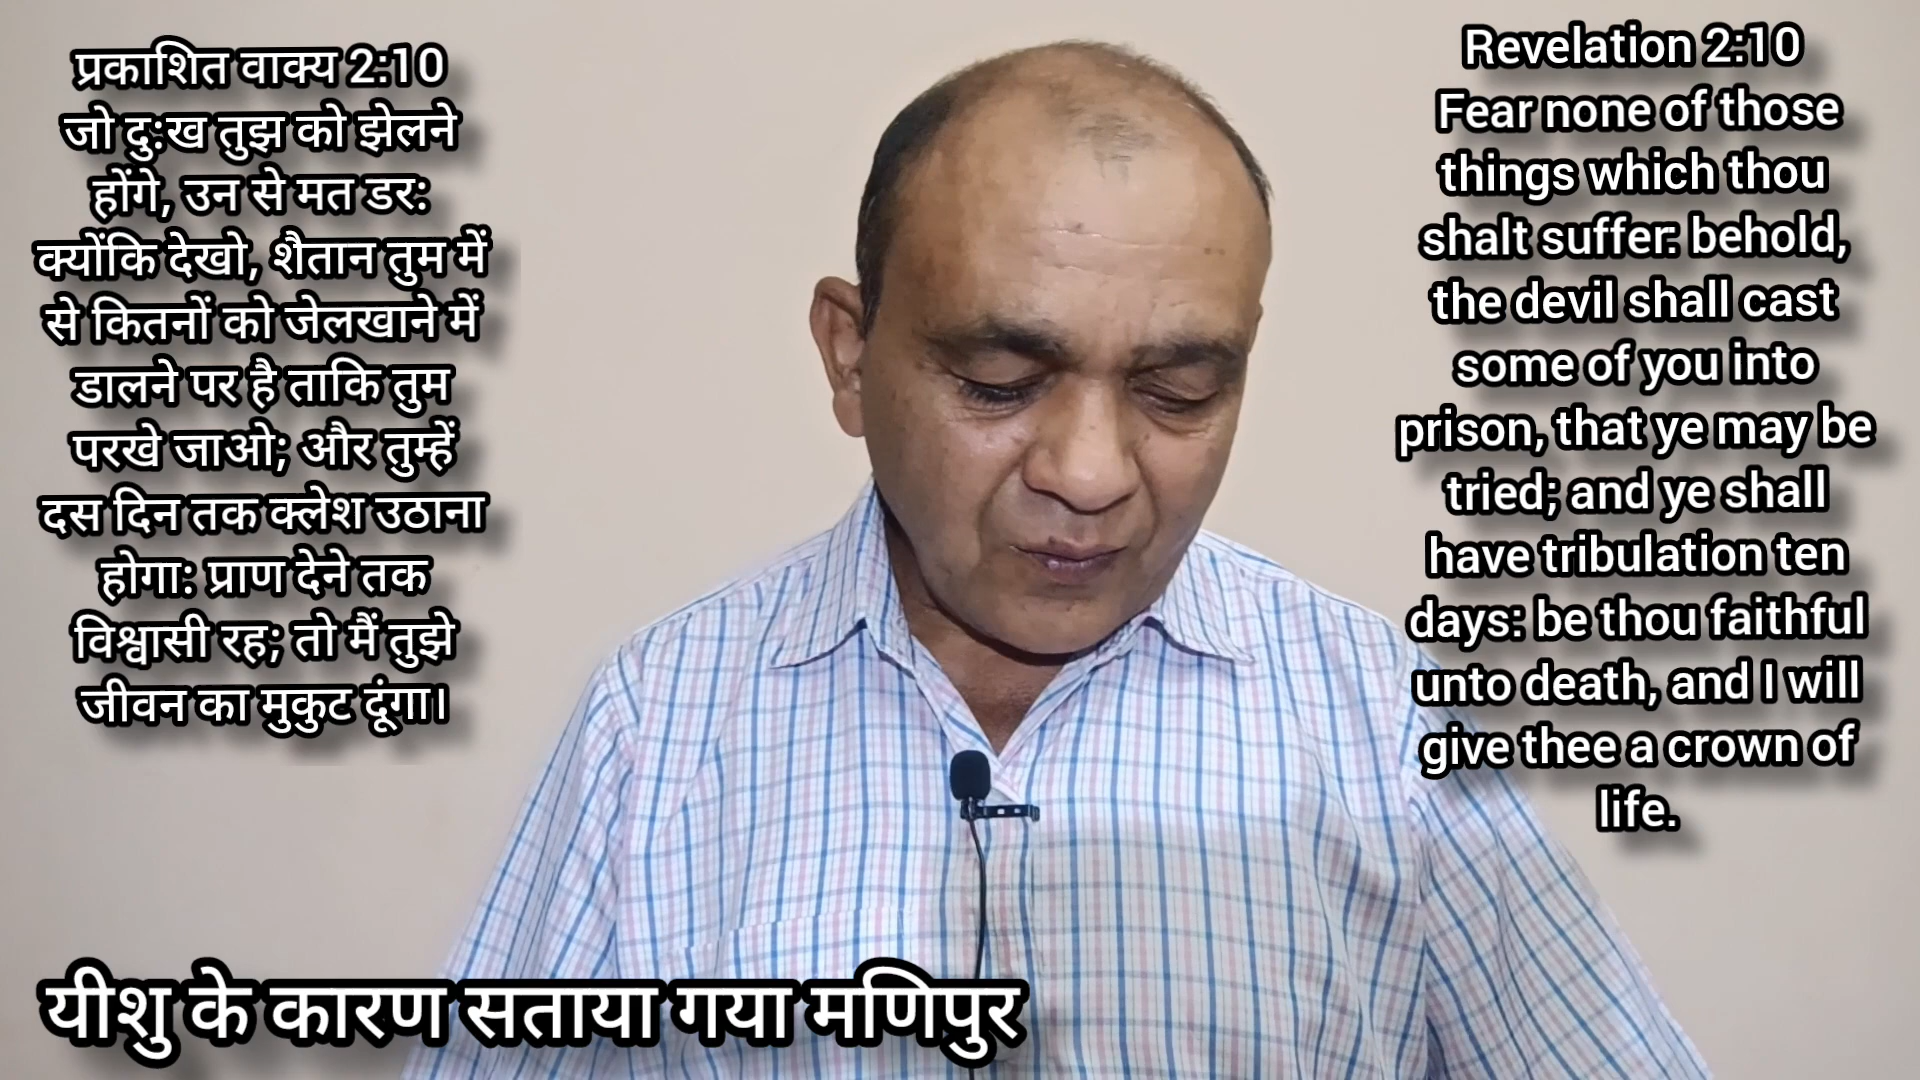 प्रकाशित वाक्य 2:10
जो दुःख तुझ को झेलने
होंगे, उन से मत डर:
क्योंकि देखो, शैतान तुम में
से कितनों को जेलखाने में
डालने पर है ताकि तुम
परखे जाओ; और तुम्हें
दस दिन तक क्लेश उठाना
होगा: प्राण देने तक
विश्वासी रह; तो मैं तुझे
जीवन का मुकुट दूंगा।
Revelation 2:10
Fear none of those
things which thou
shalt suffer: behold,
the devil shall cast
some of you into
prison, that ye may be
tried; and ye shall
have tribulation ten
days: be thou faithful
unto death, and I will
give thee a crown of
life.
यीशु के कारण सताया गया मणिपुर